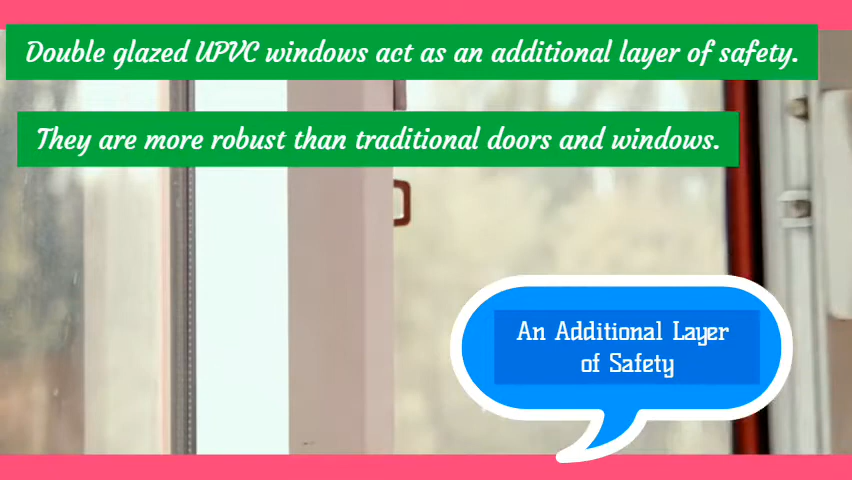 Double glazed UPVC windows act as an additional layer of safety.
They are more robust than traditional doors and windows.
An Additional Layer
of Safety